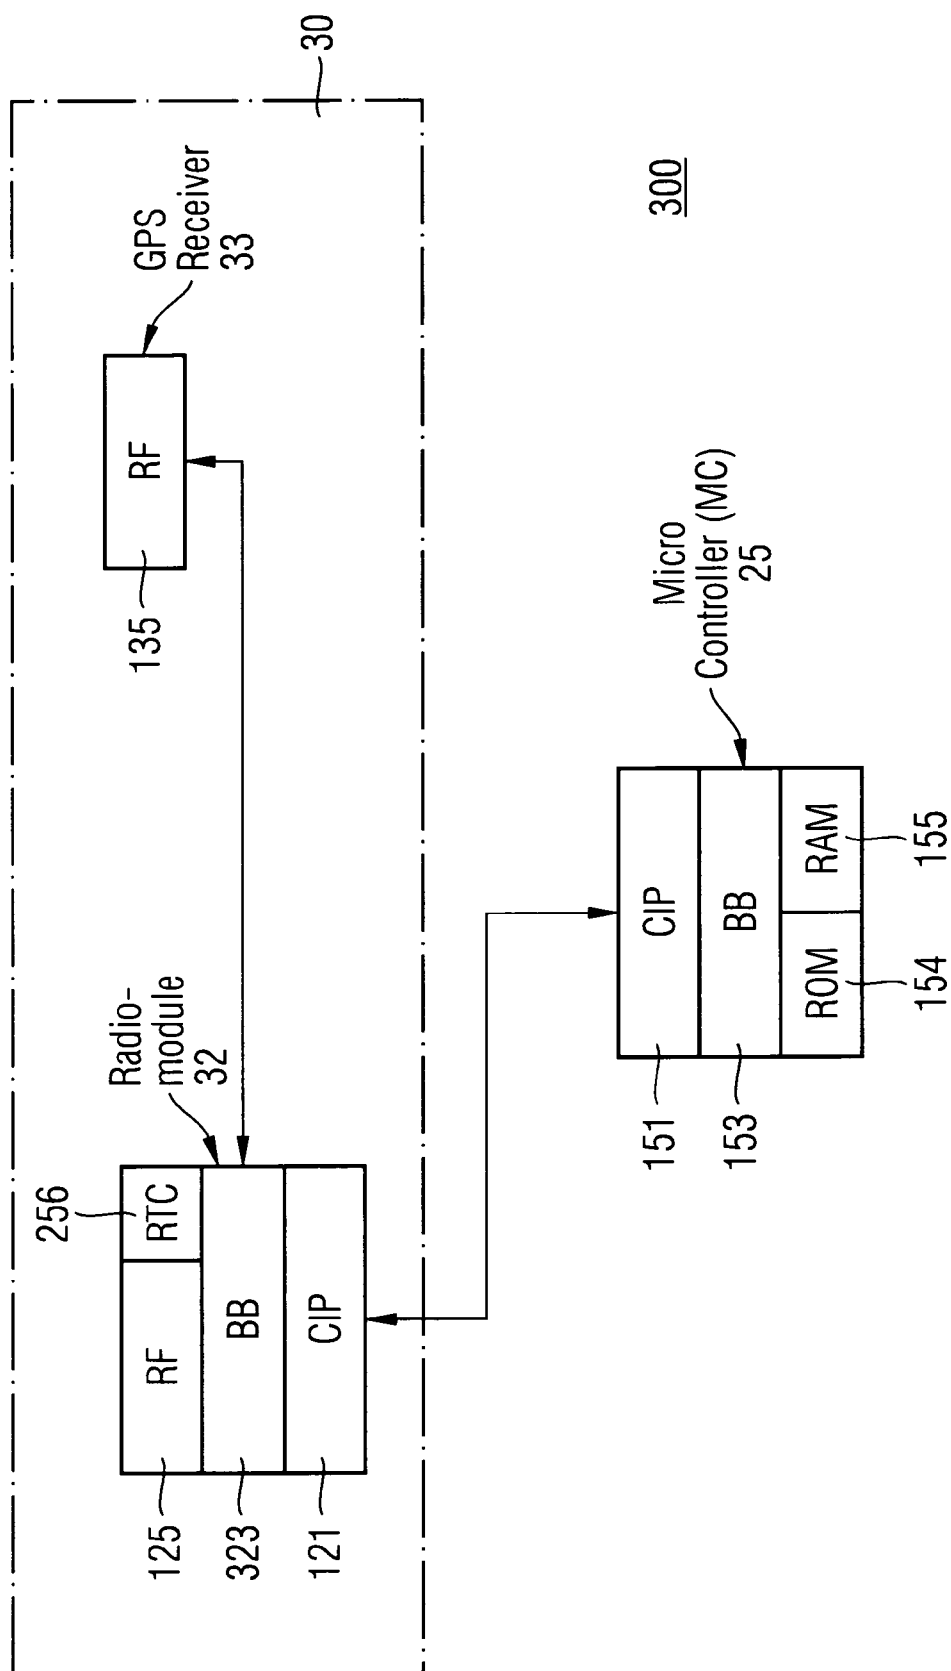 30
GPS
Receiver
33
RF
135
Radio-
module
32
256
RTC
RF
BB
CIP
125
323
121
300
Micro
Controller (MC)
25
CIP
BB
ROM
RAM
151
153
154
155